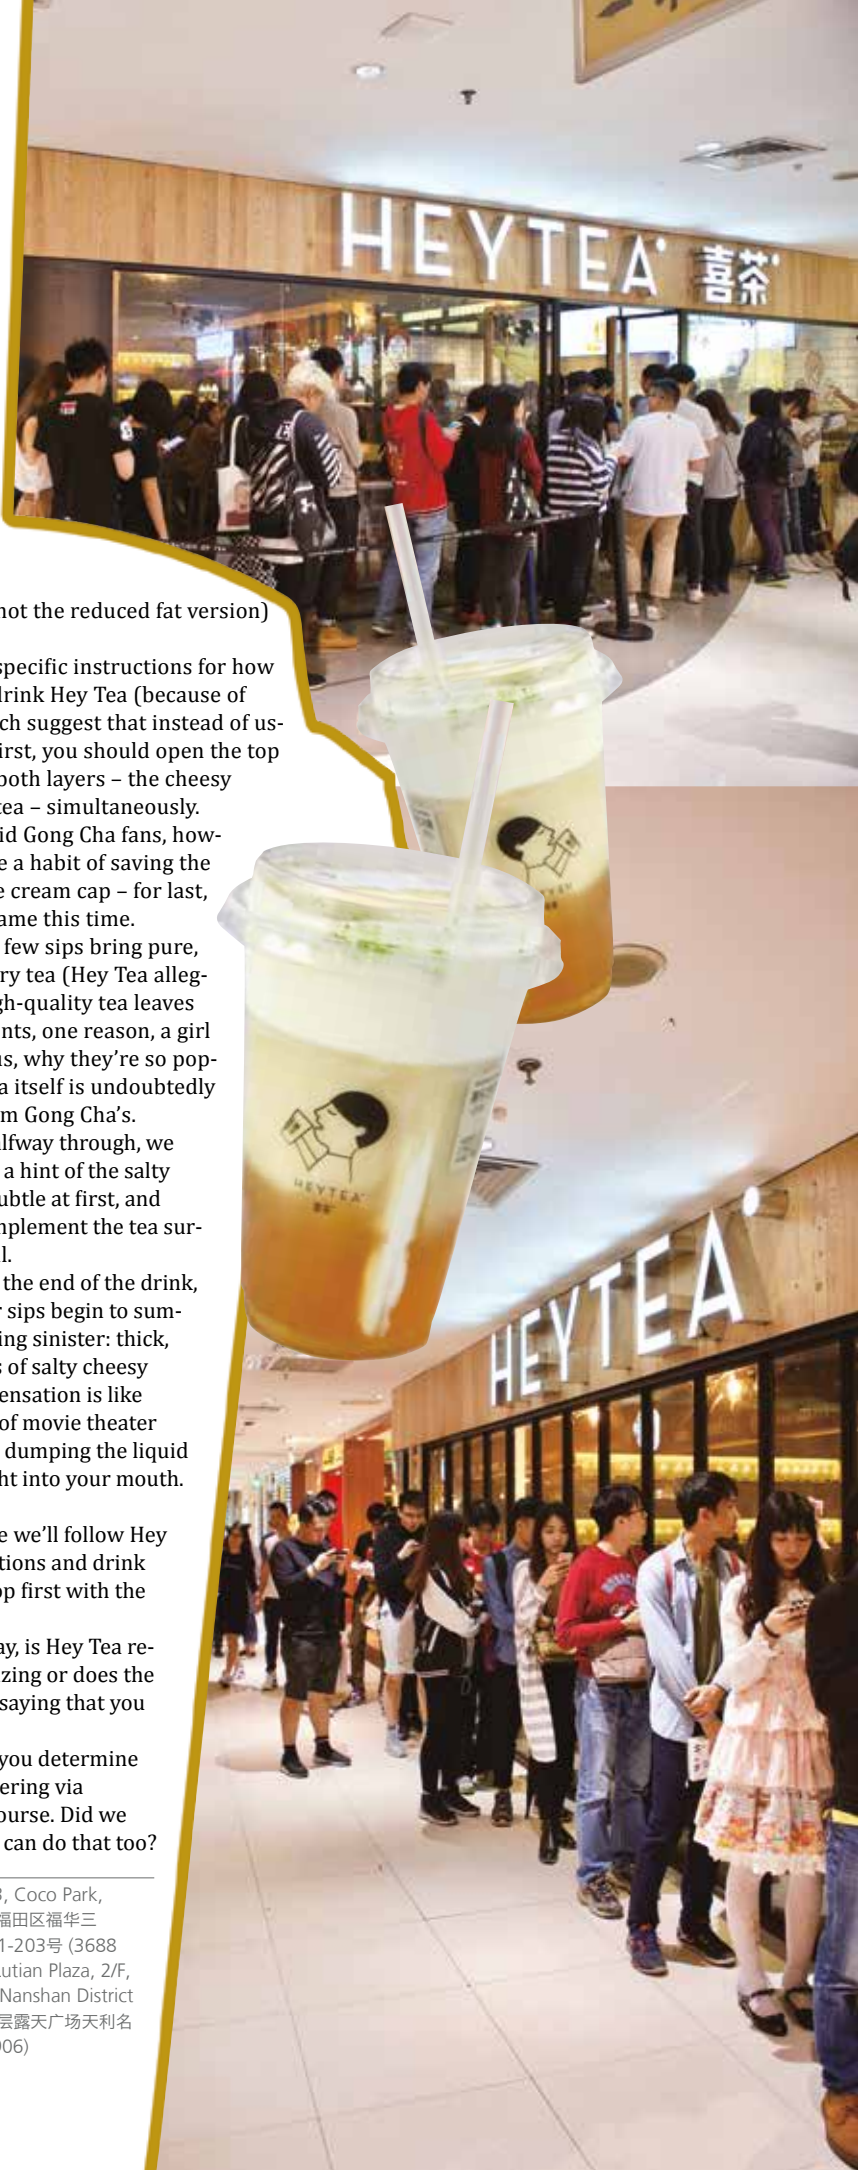 HEYTEA 喜茶
not the reduced fat version)
specific instructions for how
drink Hey Tea (because of
ch suggest that instead of us-
first, you should open the top
both layers – the cheesy
tea – simultaneously.
id Gong Cha fans, how-
e a habit of saving the
e cream cap – for last,
ame this time.
few sips bring pure,
ry tea (Hey Tea alleg-
gh-quality tea leaves
nts, one reason, a girl
us, why they're so pop-
a itself is undoubtedly
m Gong Cha's.
alfway through, we
a hint of the salty
ubtle at first, and
mplement the tea sur-
l.
the end of the drink,
r sips begin to sum-
ing sinister: thick,
s of salty cheesy
ensation is like
of movie theater
dumping the liquid
ht into your mouth.
e we'll follow Hey
tions and drink
op first with the
ay, is Hey Tea re-
zing or does the
saying that you
you determine
ering via
ourse. Did we
can do that too?
3, Coco Park,
福田区福华三
1-203号 (3688
utian Plaza, 2/F,
Nanshan District
层露天广场天利名
906)
HEYTEA
喜茶
HEYTEA